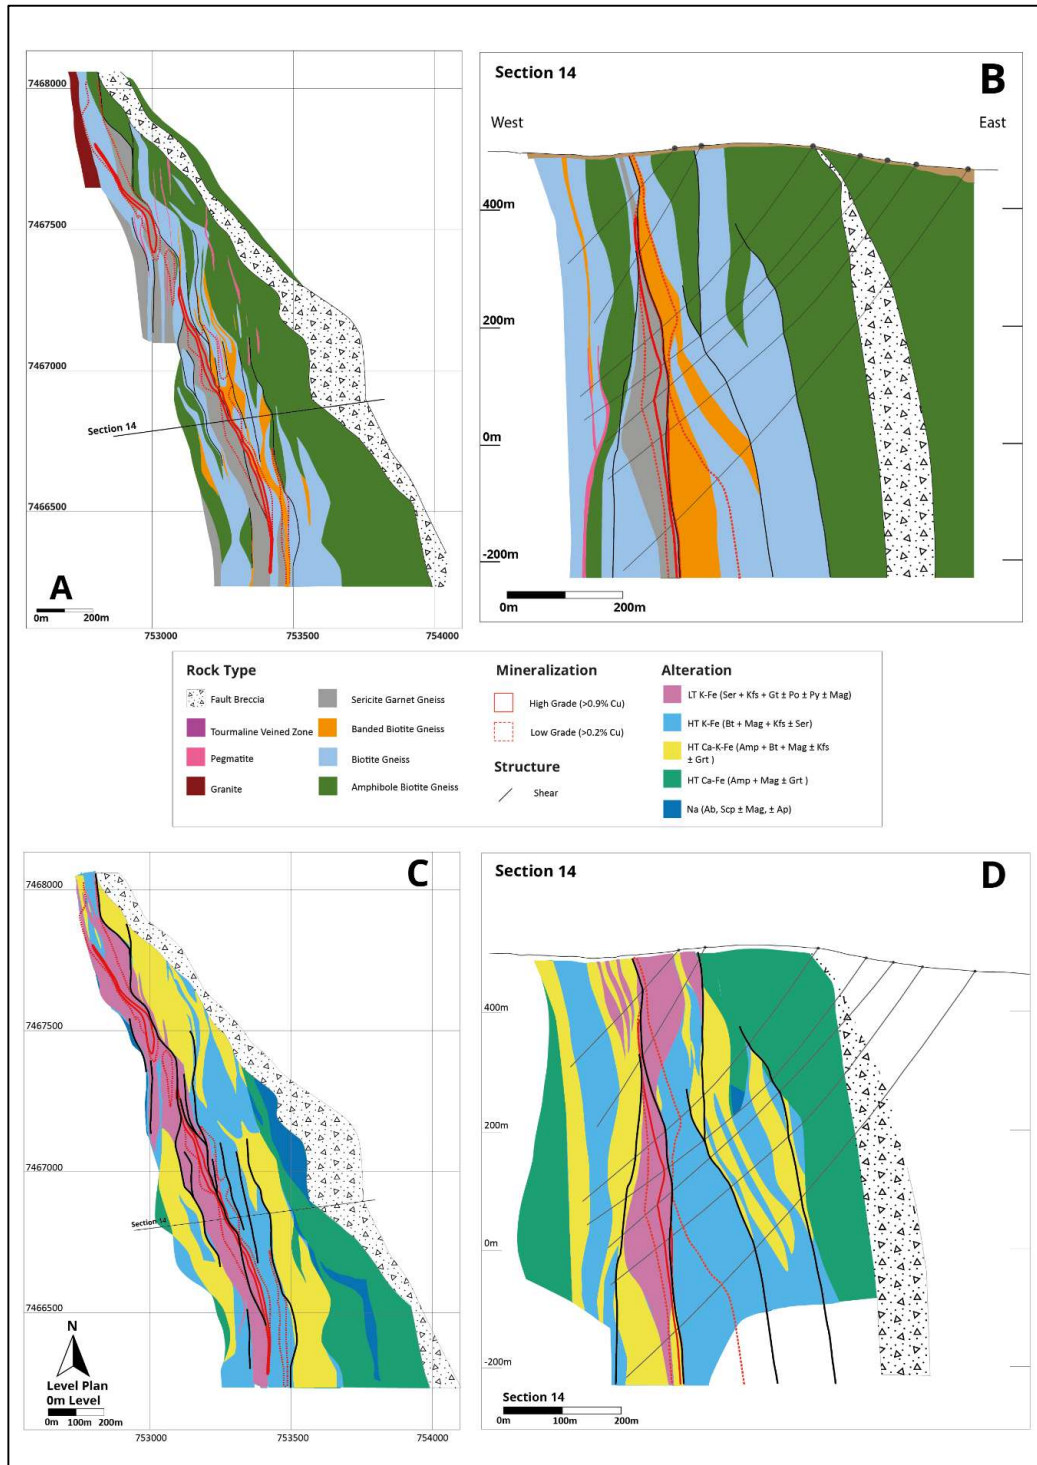 7468000
7467500
7467000
7466500
Section 14
A
0m 200m
753000 753500 754000
Section 14
B
West East
400m
200m
0m
-200m
0m 200m
Rock Type
Fault Breccia
Tourmaline Veined Zone
Pegmatite
Granite
Sericite Garnet Gneiss
Banded Biotite Gneiss
Biotite Gneiss
Amphibole Biotite Gneiss
Mineralization
High Grade (>0.9% Cu)
Low Grade (>0.2% Cu)
Structure
Shear
Alteration
LT K-Fe (Ser + Kfs + Gt ± Po ± Py ± Mag)
HT K-Fe (Bt + Mag + Kfs ± Ser)
HT Ca-K-Fe (Amp + Bt + Mag ± Kfs
± Grt )
HT Ca-Fe (Amp + Mag ± Grt )
Na (Ab, Scp ± Mag, ± Ap)
C
7468000
7467500
7467000
7466500
Section 14
N
Level Plan
0m Level
0m 100m 200m
753000 753500 754000
Section 14
D
400m
200m
0m
-200m
Section 14
0m 100m 200m